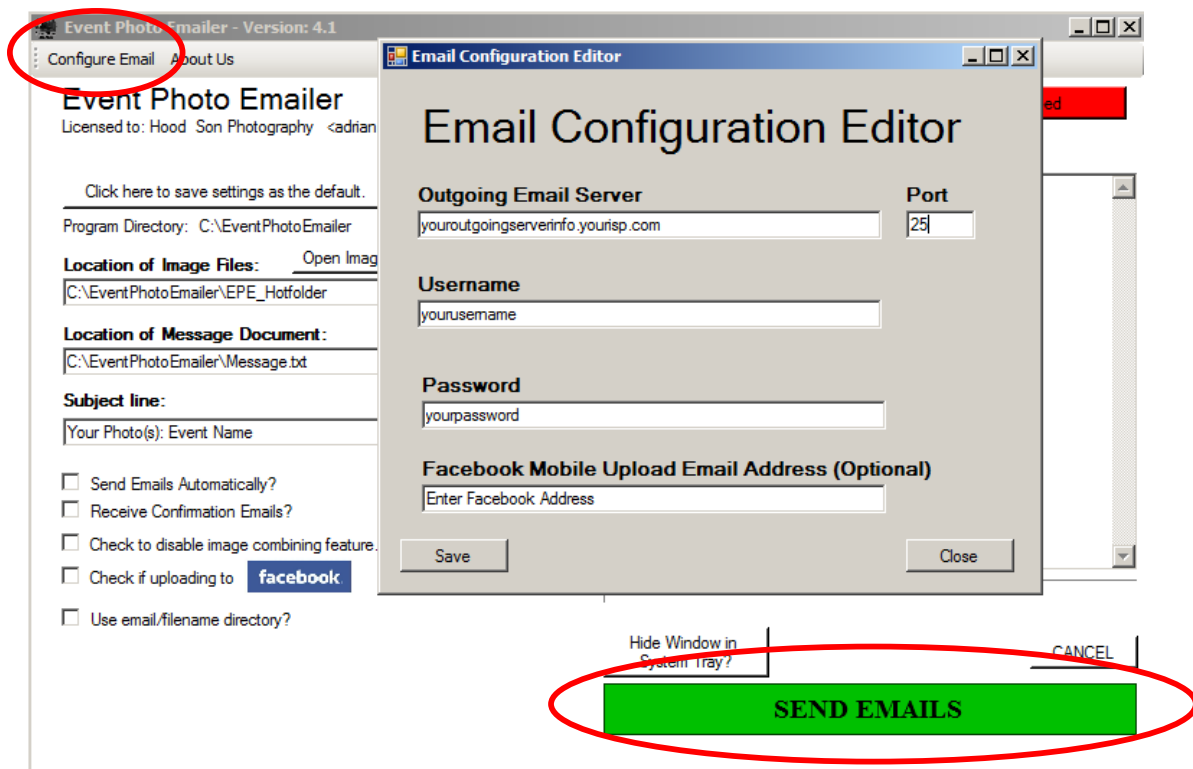 Event Photo Emailer - Version: 4.1
Configure Email About Us
Event Photo Emailer
Licensed to: Hood Son Photography <adrian
ed
Click here to save settings as the default.
Program Directory: C:\EventPhotoEmailer
Location of Image Files: Open Imag
C:\EventPhotoEmailer\EPE_Hotfolder
Location of Message Document:
C:\EventPhotoEmailer\Message.txt
Subject line:
Your Photo(s): Event Name
Send Emails Automatically?
Receive Confirmation Emails?
Check to disable image combining feature.
Check if uploading to facebook.
Use email/filename directory?
Email Configuration Editor
Email Configuration Editor
Outgoing Email Server Port
youroutgoingserverinfo.yourisp.com 25
Username
yourusername
Password
yourpassword
Facebook Mobile Upload Email Address (Optional)
Enter Facebook Address
Save Close
Hide Window in
System Tray?
CANCEL
SEND EMAILS